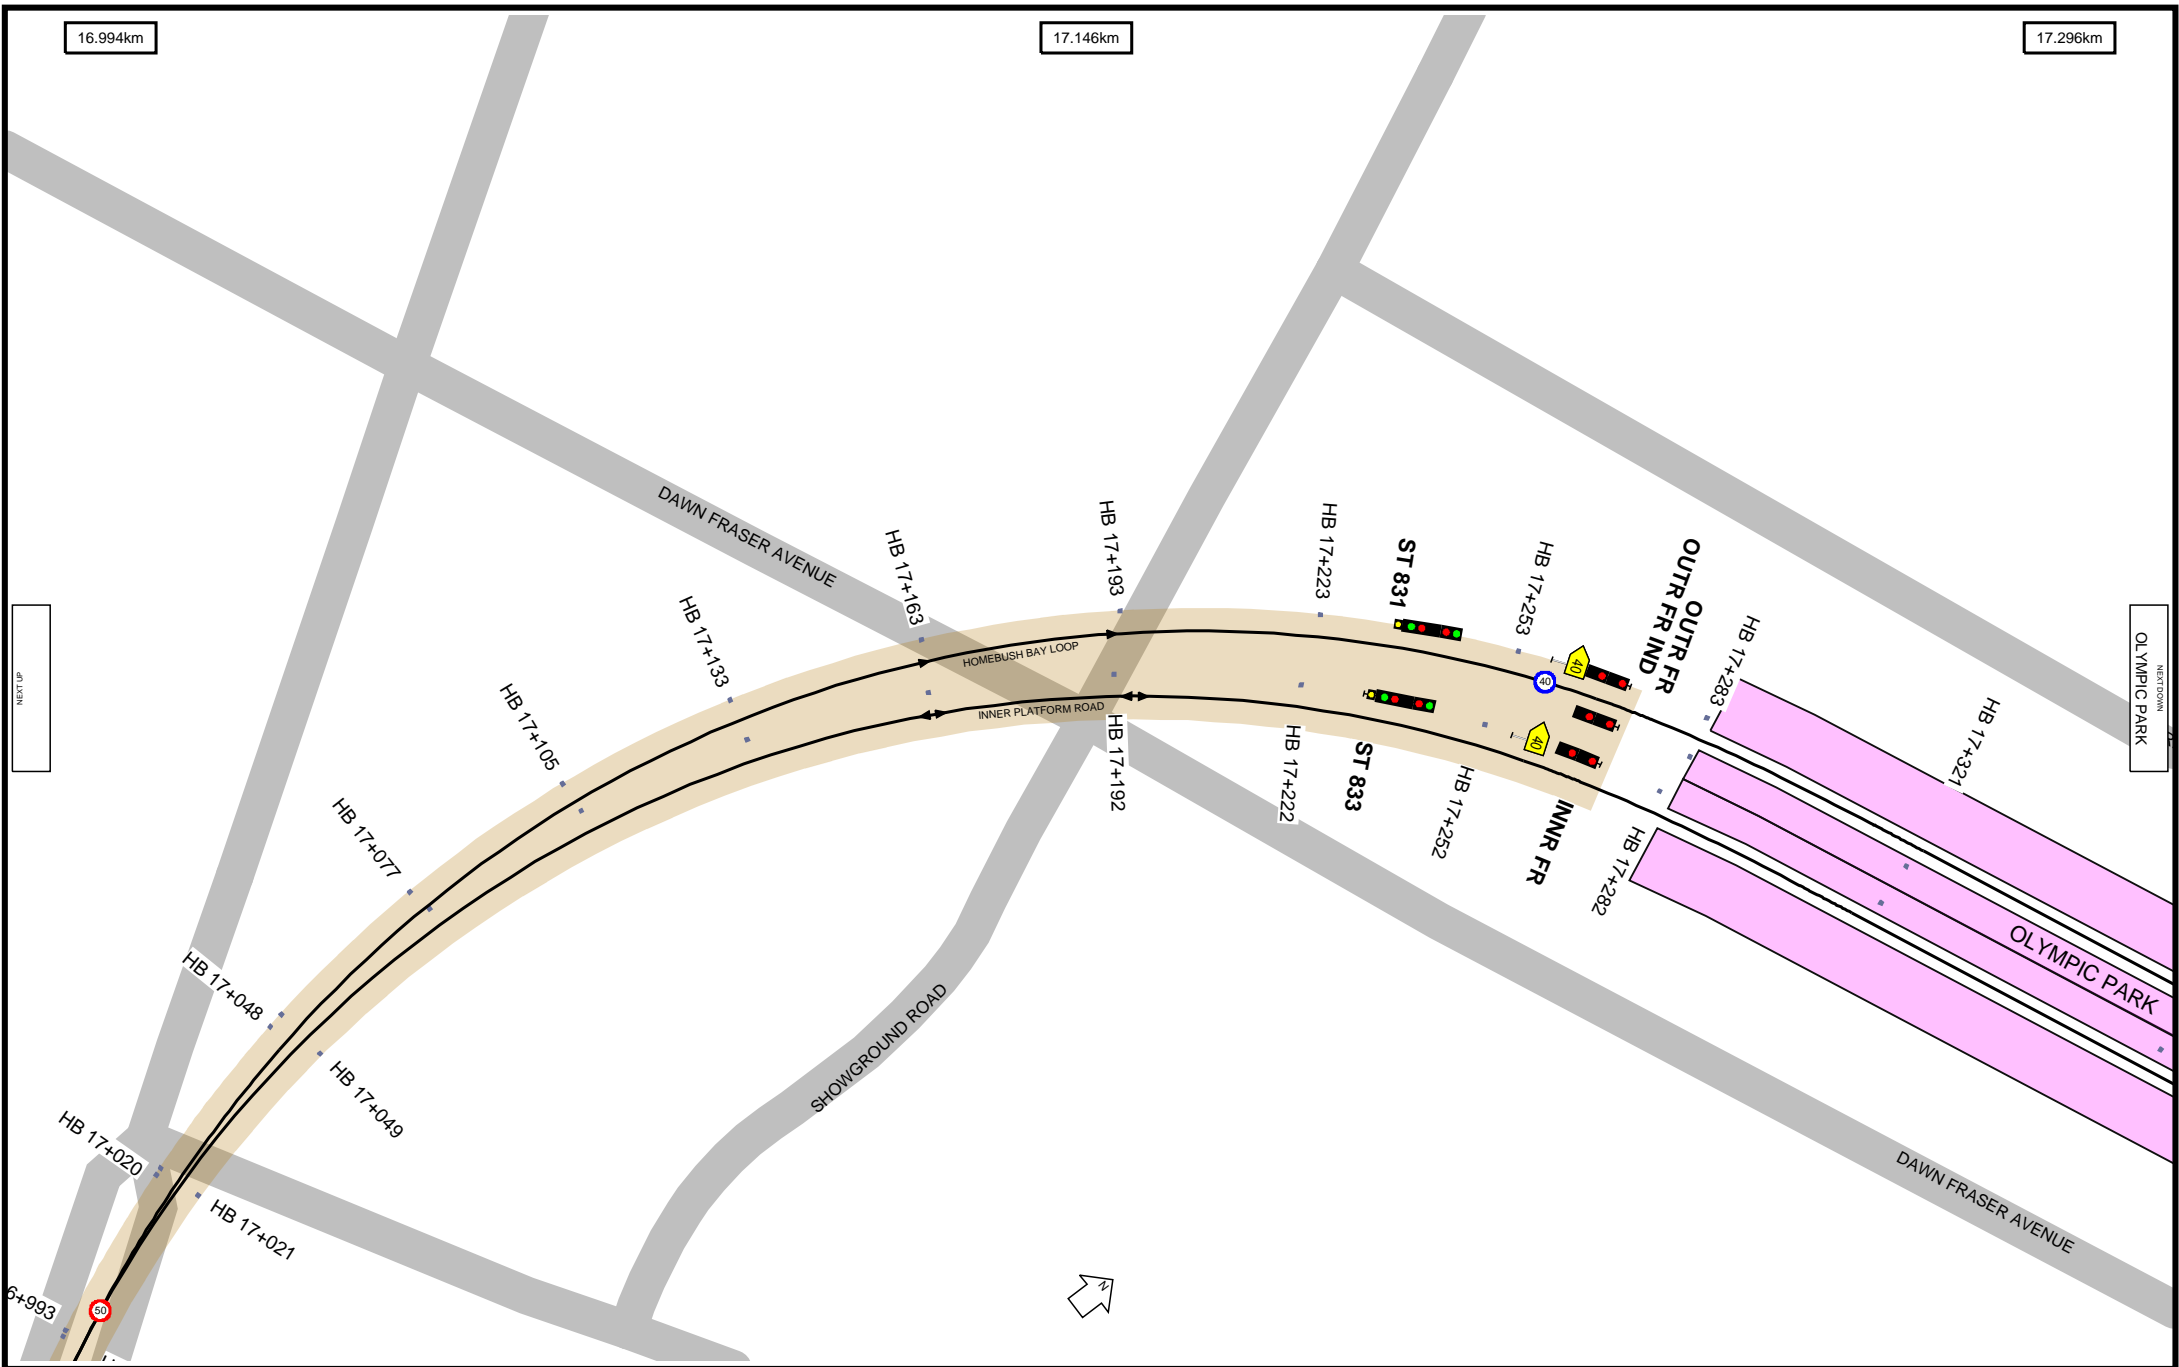 16.994km
17.146km
17.296km
DAWN FRASER AVENUE
HB 17+163
HB 17+193
HB 17+223
ST 831
HB 17+253
OUTR FR IND
OUTR FR
HB 17+283
HB 17+321
HB 17+133
HB 17+105
HB 17+077
HB 17+048
HB 17+020
6+993
HOMEBUSH BAY LOOP
INNER PLATFORM ROAD
40
40
40
HB 17+192
HB 17+222
ST 833
HB 17+252
INNR FR
HB 17+282
NEXT UP
NEXT DOWN
OLYMPIC PARK
OLYMPIC PARK
SHOWGROUND ROAD
HB 17+049
HB 17+021
50
N
DAWN FRASER AVENUE